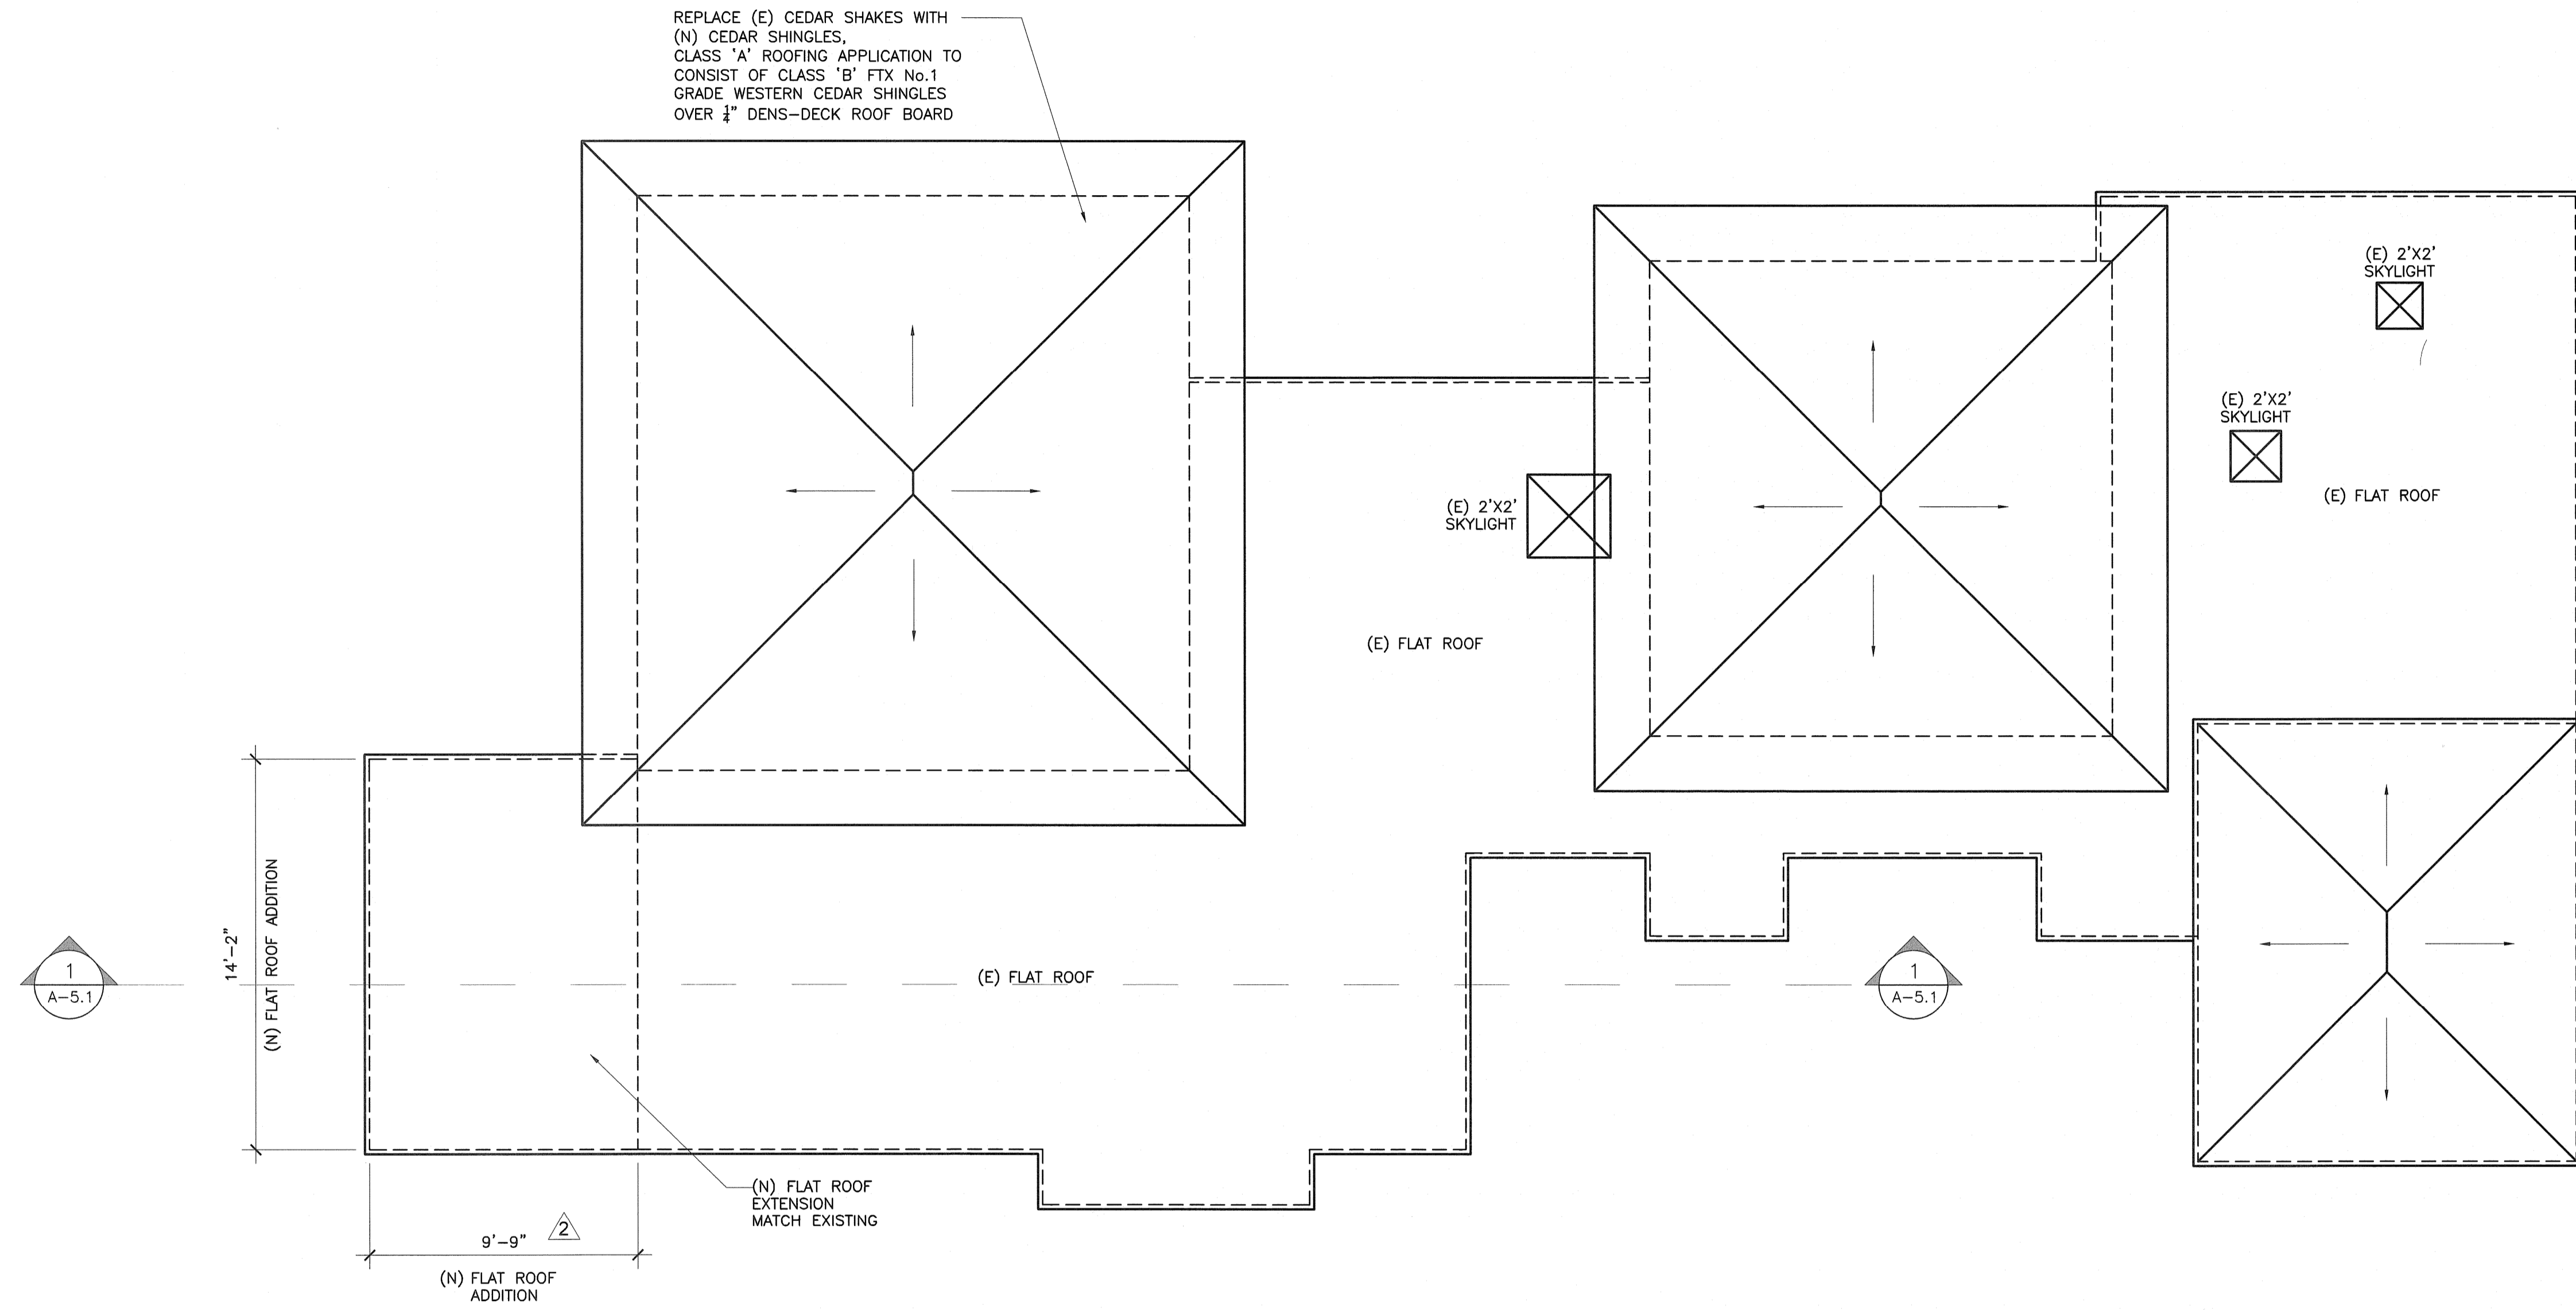 REPLACE (E) CEDAR SHAKES WITH
(N) CEDAR SHINGLES,
CLASS ‘A’ ROOFING APPLICATION TO
CONSIST OF CLASS ‘B’ FTX No.1
GRADE WESTERN CEDAR SHINGLES
OVER ¼” DENS-DECK ROOF BOARD
(E) 2'X2'
SKYLIGHT
(E) 2'X2'
SKYLIGHT
(E) FLAT ROOF
(E) 2'X2'
SKYLIGHT
(E) FLAT ROOF
14'-2”
(N) FLAT ROOF ADDITION
1
A-5.1
(E) FLAT ROOF
1
A-5.1
(N) FLAT ROOF
EXTENSION
MATCH EXISTING
2
9'-9”
(N) FLAT ROOF
ADDITION